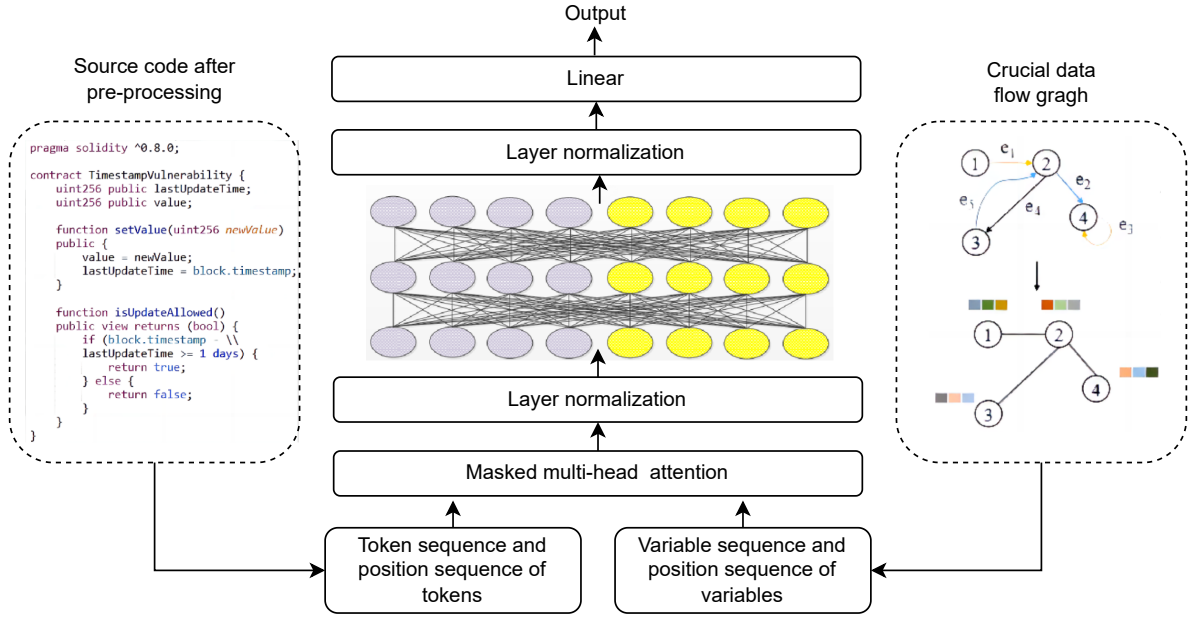 Output
Linear
Layer normalization
Layer normalization
Masked multi-head attention
Token sequence and
position sequence of
tokens
Variable sequence and
position sequence of
variables
Source code after
pre-processing
pragma solidity ^0.8.0;
contract TimestampVulnerability {
uint256 public lastUpdateTime;
uint256 public value;
function setValue(uint256 newValue)
public {
value = newValue;
lastUpdateTime = block.timestamp;
}
function isUpdateAllowed()
public view returns (bool) {
if (block.timestamp - \\
lastUpdateTime >= 1 days) {
return true;
} else {
return false;
}
}
}
Crucial data
flow gragh
1
e1
2
e2
e5
e4
4
e3
3
1
2
4
3